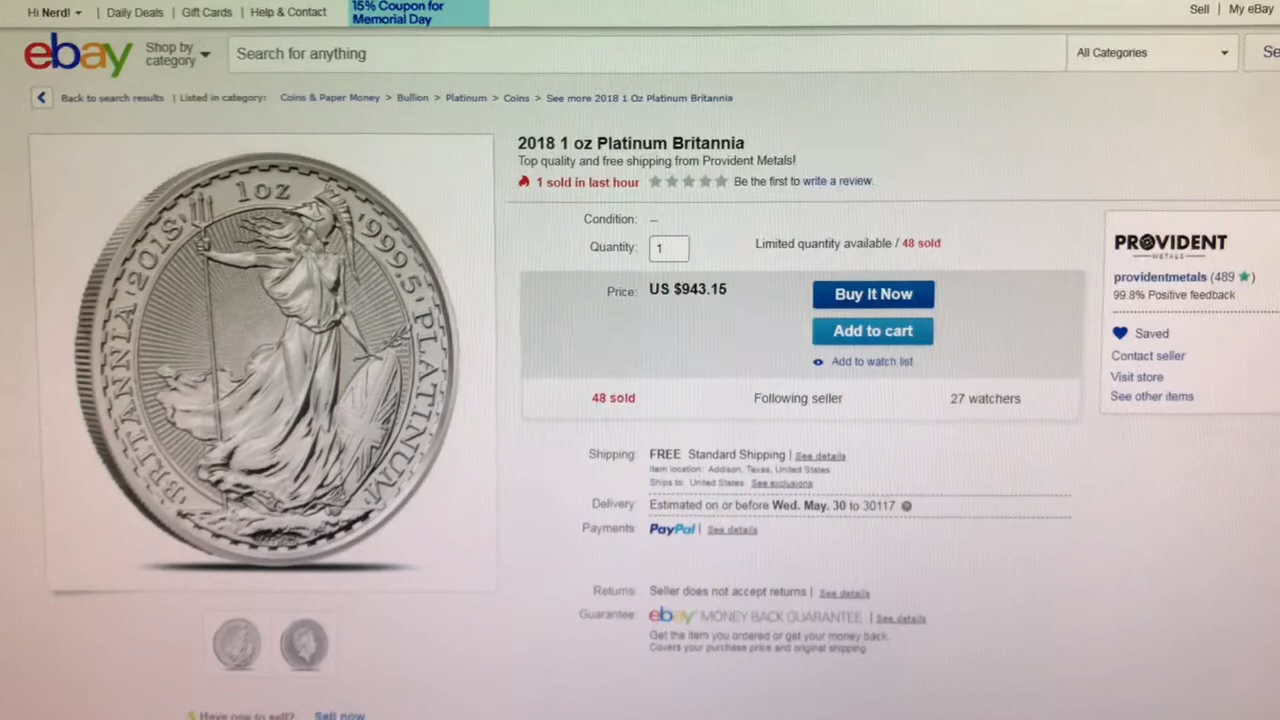 Hi Nerd! | Daily Deals | Gift Cards | Help & Contact
15% Coupon for
Memorial Day
Sell | My eBay
ebay
Shop by
category
Search for anything
All Categories
Back to search results | Listed in category: Coins & Paper Money > Bullion > Platinum > Coins > See more 2018 1 Oz Platinum Britannia
1oz 999.5 PLATINUM
BRITANNIA 2018
2018 1 oz Platinum Britannia
Top quality and free shipping from Provident Metals!
1 sold in last hour Be the first to write a review.
Condition: --
Quantity: 1 Limited quantity available / 48 sold
Price: US $943.15
Buy It Now
Add to cart
Add to watch list
48 sold Following seller 27 watchers
PROVIDENT
METALS
providentmetals (489 ★)
99.8% Positive feedback
Saved
Contact seller
Visit store
See other items
Shipping: FREE Standard Shipping | See details
Item location: Addison, Texas, United States
Ships to: United States See exclusions
Delivery: Estimated on or before Wed. May. 30 to 30117
Payments: PayPal | See details
Returns: Seller does not accept returns | See details
Guarantee: ebay MONEY BACK GUARANTEE | See details
Get the item you ordered or get your money back.
Covers your purchase price and original shipping.
Have one to sell? Sell now